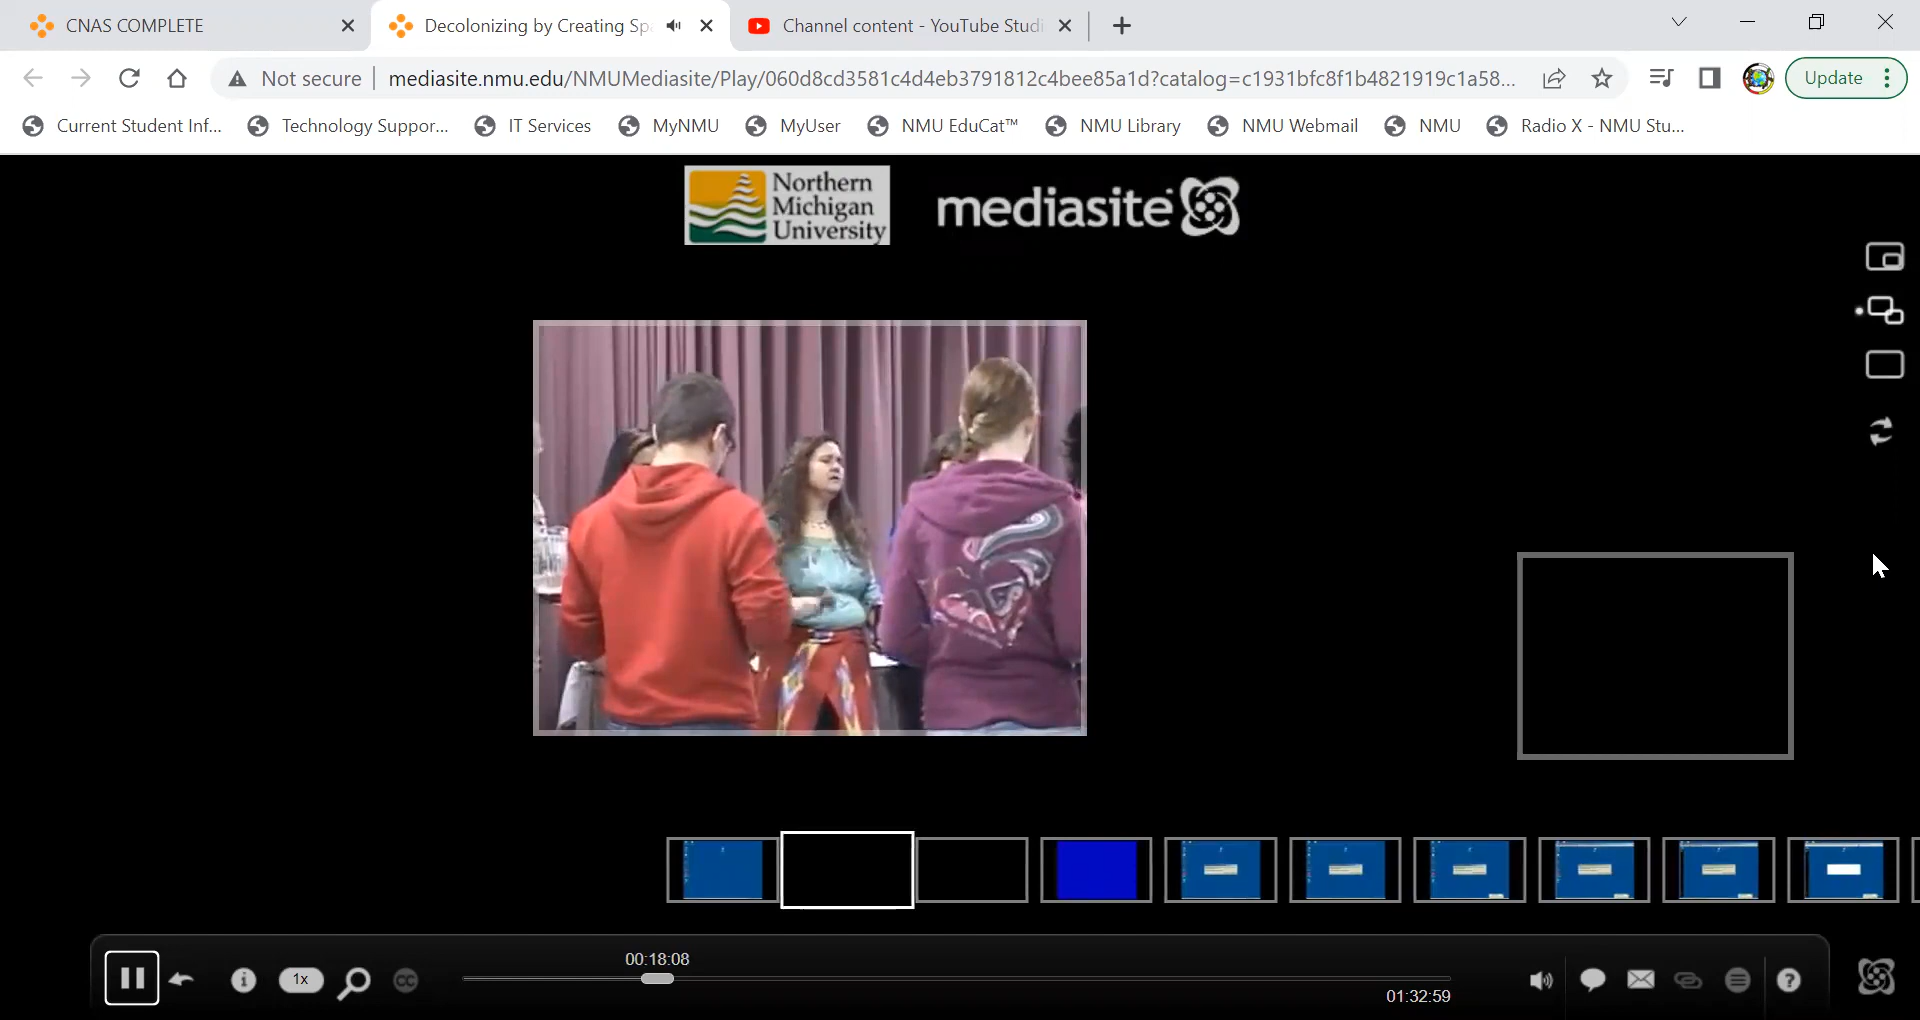 CNAS COMPLETE
Decolonizing by Creating Spa
Channel content - YouTube Studi
Not secure
mediasite.nmu.edu/NMUMediasite/Play/060d8cd3581c4d4eb3791812c4bee85a1d?catalog=c1931bfc8f1b4821919c1a58...
Update
Current Student Inf...
Technology Suppor...
IT Services
MyNMU
MyUser
NMU EduCat™
NMU Library
NMU Webmail
NMU
Radio X - NMU Stu...
Northern
Michigan
University
mediasite
00:18:08
1x
cc
01:32:59